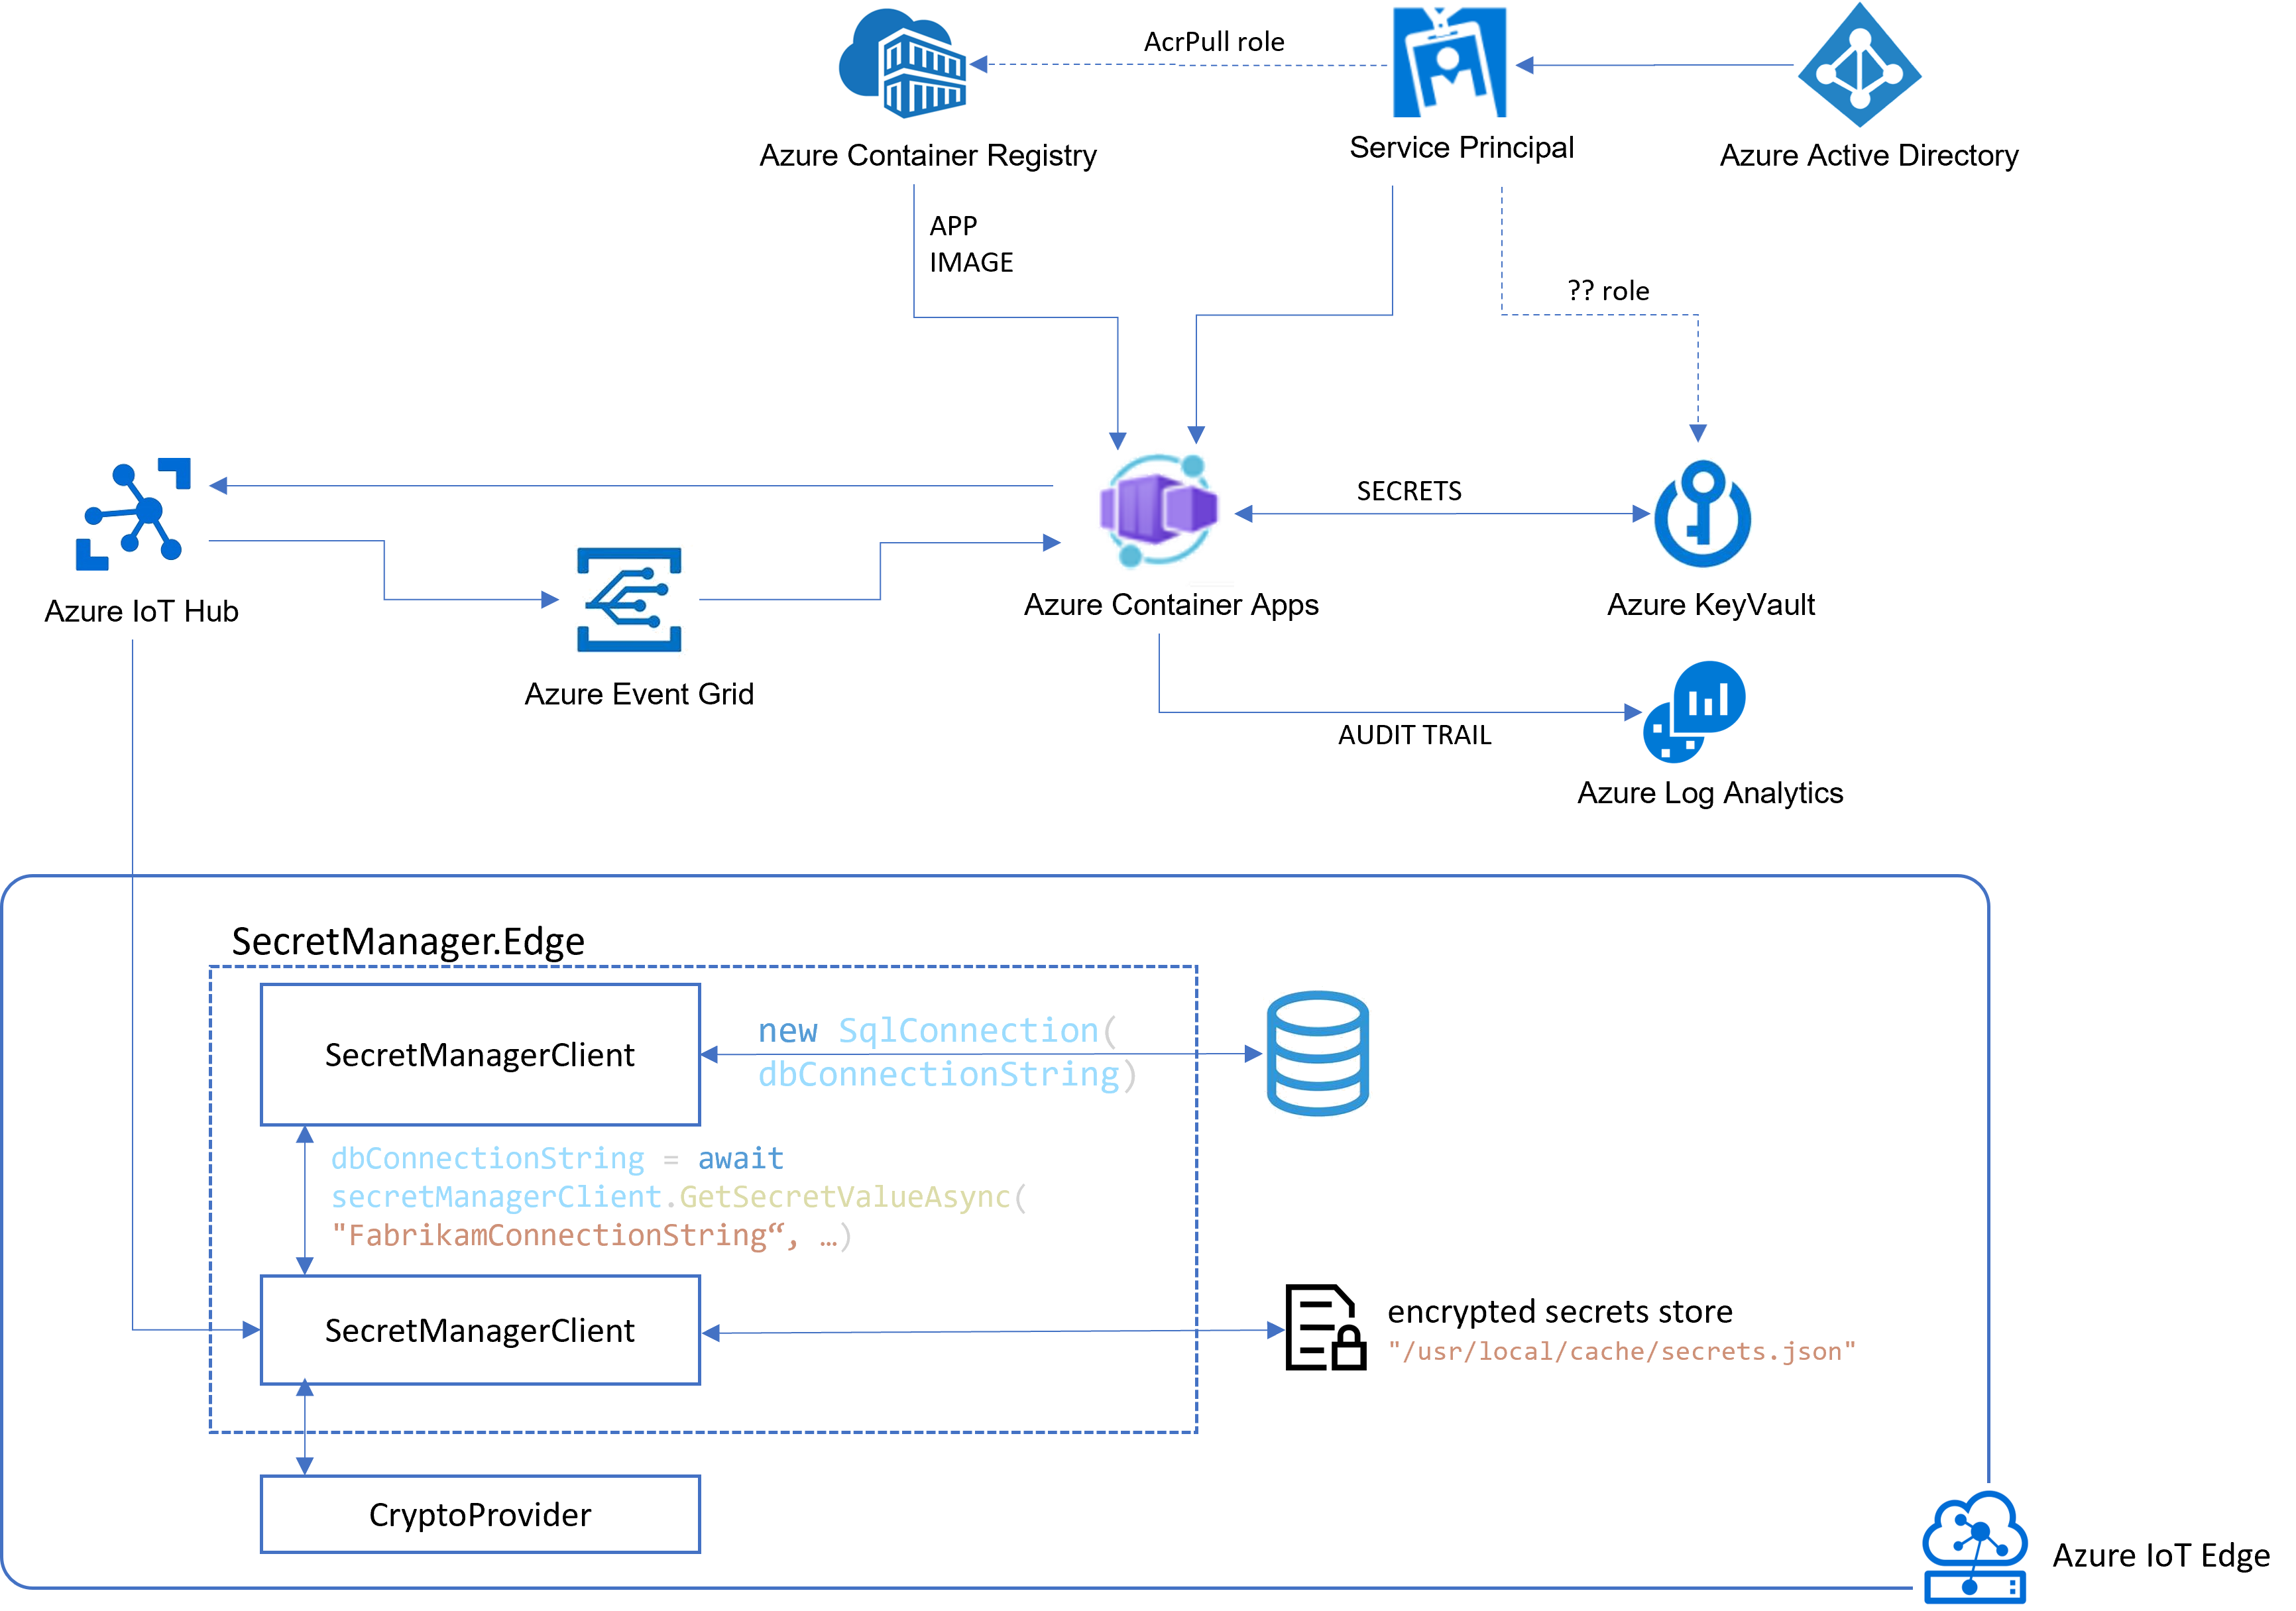 AcrPull role
Azure Container Registry
Service Principal
Azure Active Directory
APP
IMAGE
?? role
SECRETS
Azure IoT Hub
Azure Container Apps
Azure KeyVault
Azure Event Grid
AUDIT TRAIL
Azure Log Analytics
SecretManager.Edge
SecretManagerClient
new SqlConnection(
dbConnectionString)
dbConnectionString = await
secretManagerClient.GetSecretValueAsync(
"FabrikamConnectionString“, …)
SecretManagerClient
encrypted secrets store
"/usr/local/cache/secrets.json"
CryptoProvider
Azure IoT Edge